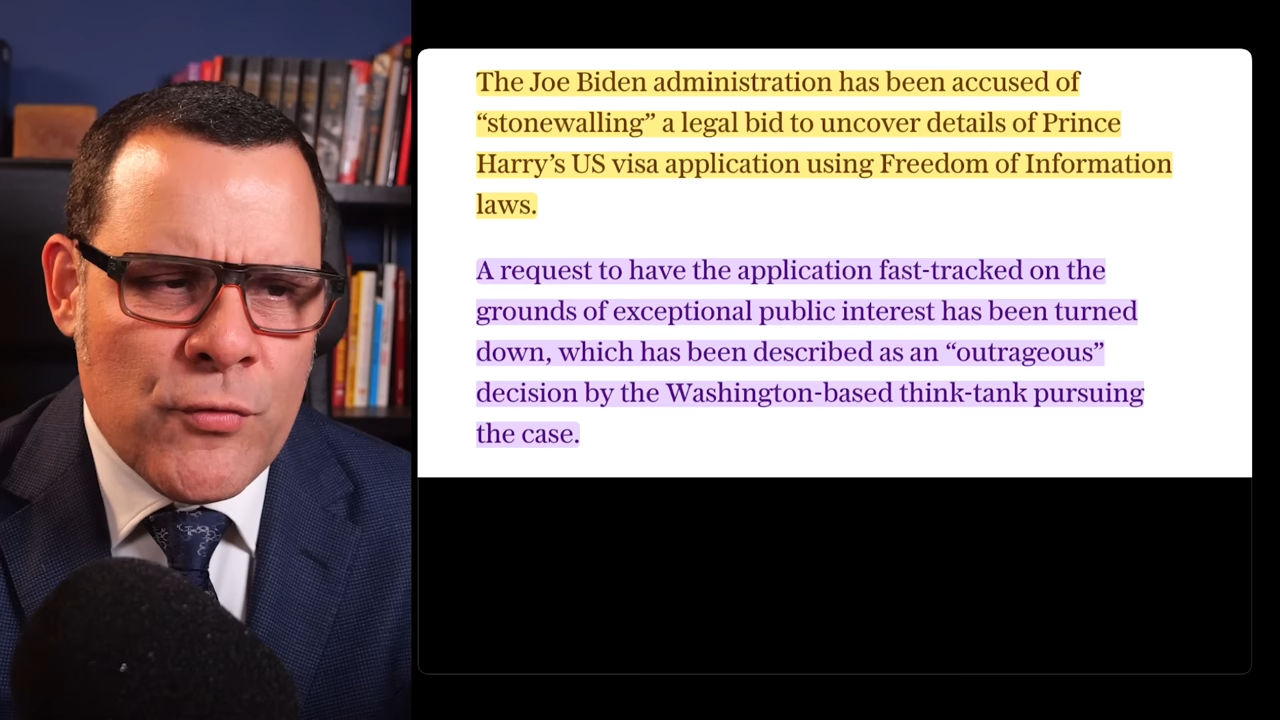 The Joe Biden administration has been accused of
“stonewalling” a legal bid to uncover details of Prince
Harry’s US visa application using Freedom of Information
laws.
A request to have the application fast-tracked on the
grounds of exceptional public interest has been turned
down, which has been described as an “outrageous”
decision by the Washington-based think-tank pursuing
the case.